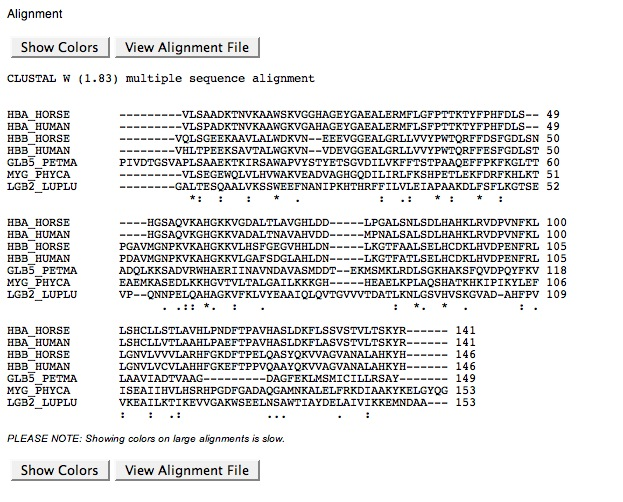 Alignment
Show Colors View Alignment File
CLUSTAL W (1.83) multiple sequence alignment
HBA_HORSE ---------VLSAADKTNVKAAWSKVGGHAGEYGAEALERMFLGFPTTKTYFPHFDLS-- 49
HBA_HUMAN ---------VLSPADKTNVKAAWGKVGAHAGEYGAEALERMFLSFPTTKTYFPHFDLS-- 49
HBB_HORSE --------VQLSGEEKAAVLALWDKVN--EEEVGGEALGRLLVVYPWTQRFFDSFGDLSN 50
HBB_HUMAN --------VHLTPEEKSAVTALWGKVN--VDEVGGEALGRLLVVYPWTQRFFESFGDLST 50
GLB5_PETMA PIVDTGSVAPLSAAEKTKIRSAWAPVYSTYETSGVDILVKFFTSTPAAQEFFPKFKGLTT 60
MYG_PHYCA ---------VLSEGEWQLVLHVWAKVEADVAGHGQDILIRLFKSHPETLEKFDRFKHLKT 51
LGB2_LUPLU --------GALTESQAALVKSSWEEFNANIPKHTHRFFILVLEIAPAAKDLFSFLKGTSE 52
*: : : * . : .: * : * : .
HBA_HORSE ----HGSAQVKAHGKKVGDALTLAVGHLDD-----LPGALSNLSDLHAHKLRVDPVNFKL 100
HBA_HUMAN ----HGSAQVKGHGKKVADALTNAVAHVDD-----MPNALSALSDLHAHKLRVDPVNFKL 100
HBB_HORSE PGAVMGNPKVKAHGKKVLHSFGEGVHHLDN-----LKGTFAALSELHCDKLHVDPENFRL 105
HBB_HUMAN PDAVMGNPKVKAHGKKVLGAFSDGLAHLDN-----LKGTFATLSELHCDKLHVDPENFRL 105
GLB5_PETMA ADQLKKSADVRWHAERIINAVNDAVASMDDT--EKMSMKLRDLSGKHAKSFQVDPQYFKV 118
MYG_PHYCA EAEMKASEDLKKHGVTVLTALGAILKKKGH-----HEAELKPLAQSHATKHKIPIKYLEF 106
LGB2_LUPLU VP--QNNPELQAHAGKVFKLVYEAAIQLQVTGVVVTDATLKNLGSVHVSKGVAD-AHFPV 109
. .:: *. : . : *. * . : .
HBA_HORSE LSHCLLSTLAVHLPNDFTPAVHASLDKFLSSVSTVLTSKYR------ 141
HBA_HUMAN LSHCLLVTLAAHLPAEFTPAVHASLDKFLASVSTVLTSKYR------ 141
HBB_HORSE LGNVLVVVLARHFGKDFTPELQASYQKVVAGVANALAHKYH------ 146
HBB_HUMAN LGNVLVCVLAHHFGKEFTPPVQAAYQKVVAGVANALAHKYH------ 146
GLB5_PETMA LAAVIADTVAAG---------DAGFEKLMSMICILLRSAY------- 149
MYG_PHYCA ISEAIIHVLHSRHPGDFGADAQGAMNKALELFRKDIAAKYKELGYQG 153
LGB2_LUPLU VKEAILKTIKEVVGAKWSEELNSAWTIAYDELAIVIKKEMNDAA--- 153
: : .: ... . :
PLEASE NOTE: Showing colors on large alignments is slow.
Show Colors View Alignment File